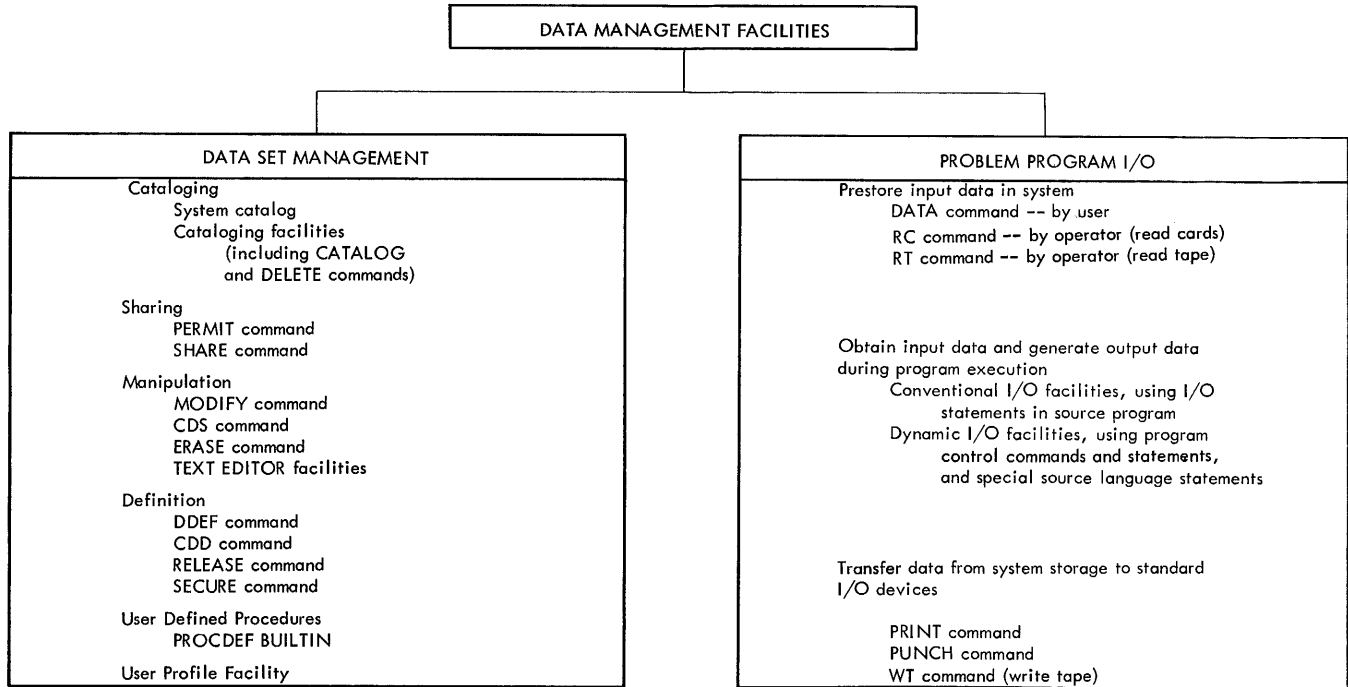 DATA MANAGEMENT FACILITIES
DATA SET MANAGEMENT
Cataloging
System catalog
Cataloging facilities
(including CATALOG
and DELETE commands)
Sharing
PERMIT command
SHARE command
Manipulation
MODIFY command
CDS command
ERASE command
TEXT EDITOR facilities
Definition
DDEF command
CDD command
RELEASE command
SECURE command
User Defined Procedures
PROCDEF BUILTIN
User Profile Facility
PROBLEM PROGRAM I/O
Prestore input data in system
DATA command -- by user
RC command -- by operator (read cards)
RT command -- by operator (read tape)
Obtain input data and generate output data
during program execution
Conventional I/O facilities, using I/O
statements in source program
Dynamic I/O facilities, using program
control commands and statements,
and special source language statements
Transfer data from system storage to standard
I/O devices
PRINT command
PUNCH command
WT command (write tape)